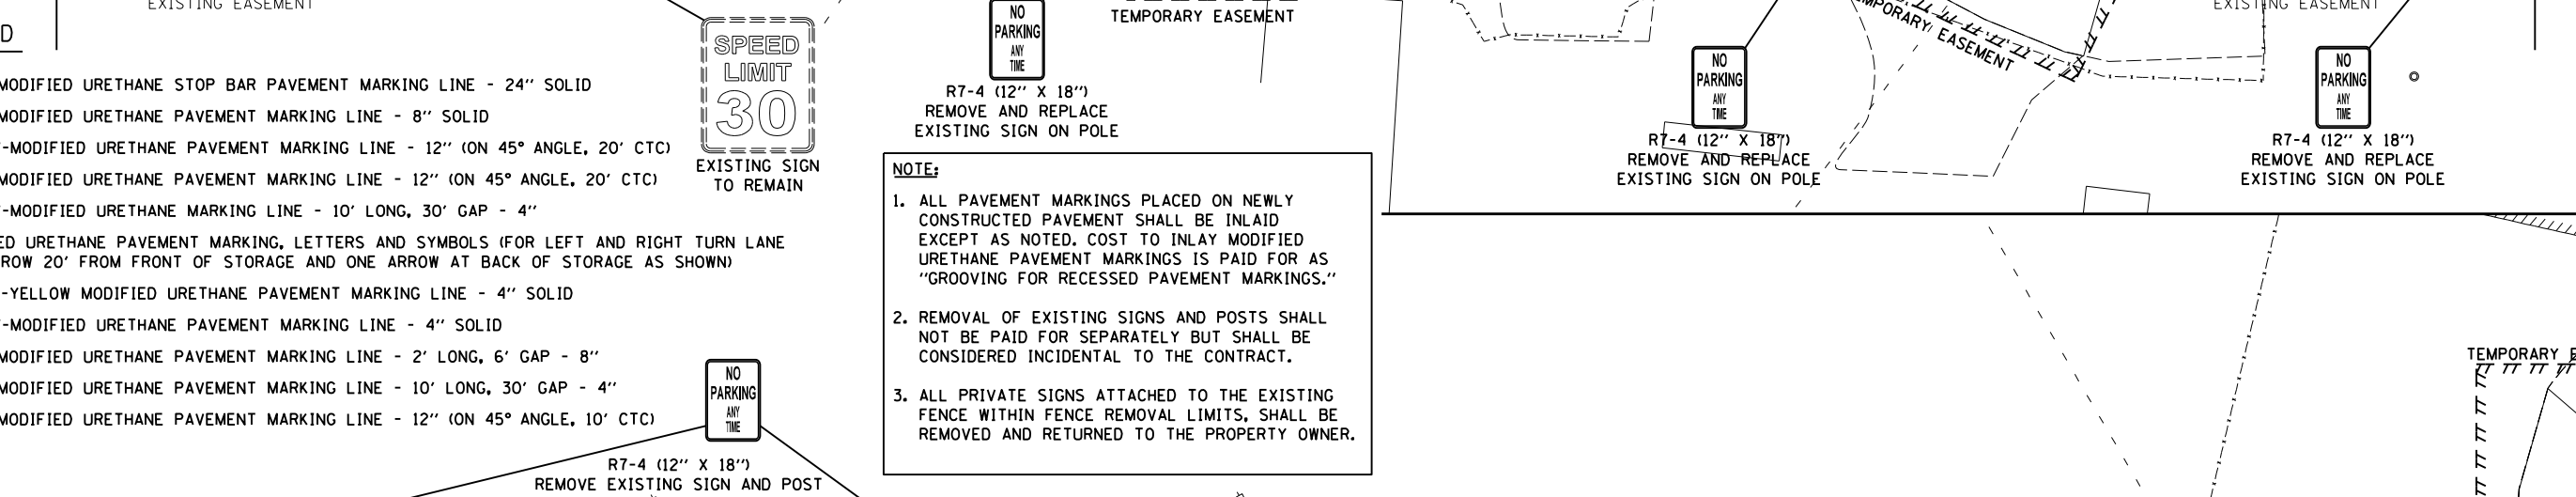 EXISTING EASEMENT
D
MODIFIED URETHANE STOP BAR PAVEMENT MARKING LINE - 24" SOLID
MODIFIED URETHANE PAVEMENT MARKING LINE - 8" SOLID
-MODIFIED URETHANE PAVEMENT MARKING LINE - 12" (ON 45° ANGLE, 20' CTC)
MODIFIED URETHANE PAVEMENT MARKING LINE - 12" (ON 45° ANGLE, 20' CTC)
-MODIFIED URETHANE MARKING LINE - 10' LONG, 30' GAP - 4"
ED URETHANE PAVEMENT MARKING, LETTERS AND SYMBOLS (FOR LEFT AND RIGHT TURN LANE
ROW 20' FROM FRONT OF STORAGE AND ONE ARROW AT BACK OF STORAGE AS SHOWN)
-YELLOW MODIFIED URETHANE PAVEMENT MARKING LINE - 4" SOLID
-MODIFIED URETHANE PAVEMENT MARKING LINE - 4" SOLID
MODIFIED URETHANE PAVEMENT MARKING LINE - 2' LONG, 6' GAP - 8"
MODIFIED URETHANE PAVEMENT MARKING LINE - 10' LONG, 30' GAP - 4"
MODIFIED URETHANE PAVEMENT MARKING LINE - 12" (ON 45° ANGLE, 10' CTC)
SPEED
LIMIT
30
EXISTING SIGN
TO REMAIN
NO
PARKING
ANY
TIME
R7-4 (12" X 18")
REMOVE EXISTING SIGN AND POST
NO
PARKING
ANY
TIME
R7-4 (12" X 18")
REMOVE AND REPLACE
EXISTING SIGN ON POLE
TEMPORARY EASEMENT
NOTE:
1. ALL PAVEMENT MARKINGS PLACED ON NEWLY
CONSTRUCTED PAVEMENT SHALL BE INLAID
EXCEPT AS NOTED. COST TO INLAY MODIFIED
URETHANE PAVEMENT MARKINGS IS PAID FOR AS
"GROOVING FOR RECESSED PAVEMENT MARKINGS."
2. REMOVAL OF EXISTING SIGNS AND POSTS SHALL
NOT BE PAID FOR SEPARATELY BUT SHALL BE
CONSIDERED INCIDENTAL TO THE CONTRACT.
3. ALL PRIVATE SIGNS ATTACHED TO THE EXISTING
FENCE WITHIN FENCE REMOVAL LIMITS, SHALL BE
REMOVED AND RETURNED TO THE PROPERTY OWNER.
NO
PARKING
ANY
TIME
R7-4 (12" X 18")
REMOVE AND REPLACE
EXISTING SIGN ON POLE
MPORARY EASEMENT
EXISTING EASEMENT
NO
PARKING
ANY
TIME
R7-4 (12" X 18")
REMOVE AND REPLACE
EXISTING SIGN ON POLE
TEMPORARY E